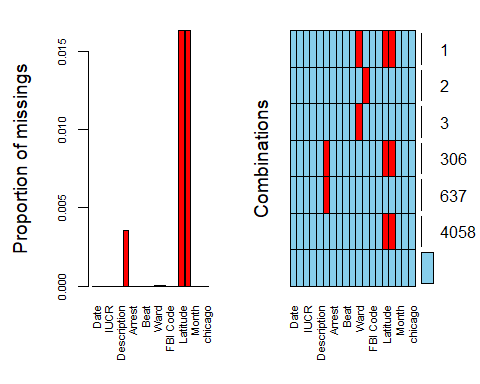 Proportion of missings
0.000
0.005
0.010
0.015
Date
IUCR
Description
Arrest
Beat
Ward
FBI Code
Latitude
Month
chicago
Combinations
1
2
3
306
637
4058
Date
IUCR
Description
Arrest
Beat
Ward
FBI Code
Latitude
Month
chicago